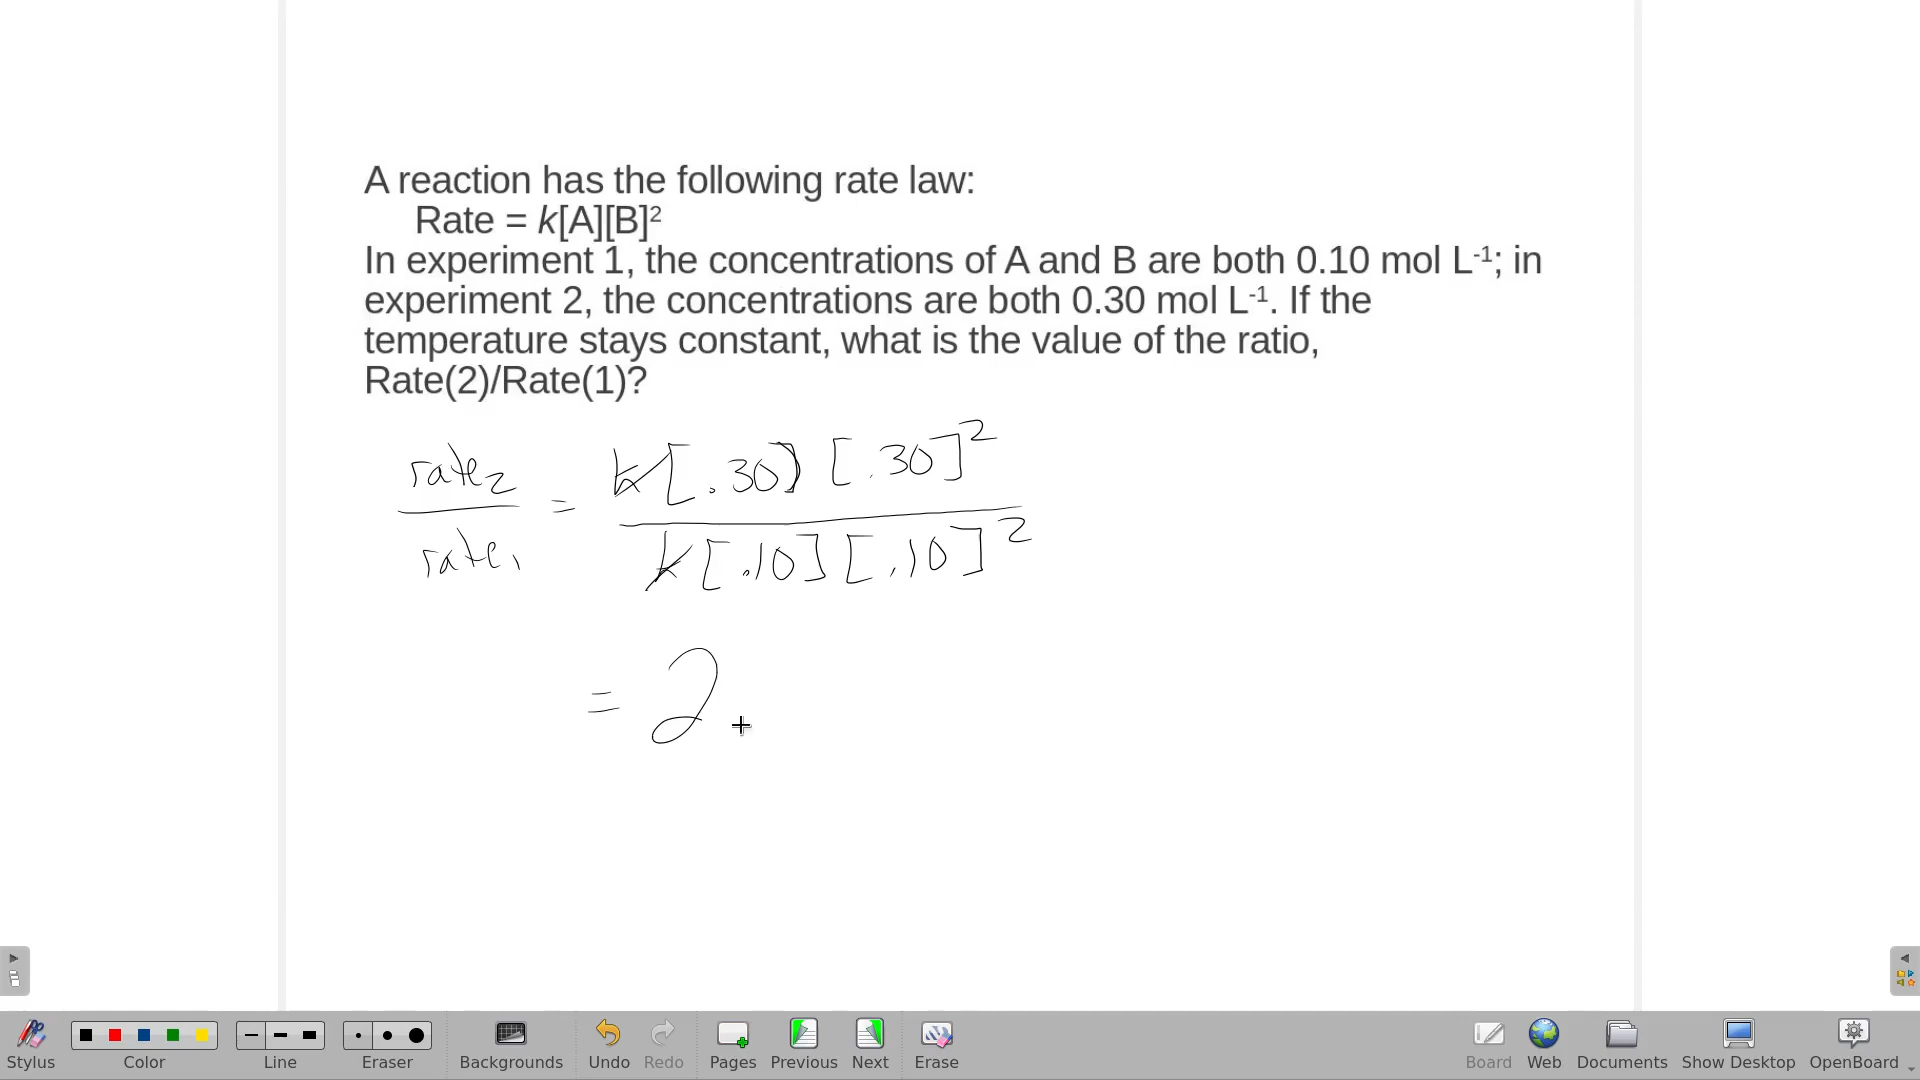 A reaction has the following rate law:
Rate = k[A][B]²
In experiment 1, the concentrations of A and B are both 0.10 mol L⁻¹; in
experiment 2, the concentrations are both 0.30 mol L⁻¹. If the
temperature stays constant, what is the value of the ratio,
Rate(2)/Rate(1)?
rate₂ = k[.30][.30]²
rate₁ k[.10][.10]²
= 2
Stylus Color Line Eraser Backgrounds Undo Redo Pages Previous Next Erase Board Web Documents Show Desktop OpenBoard